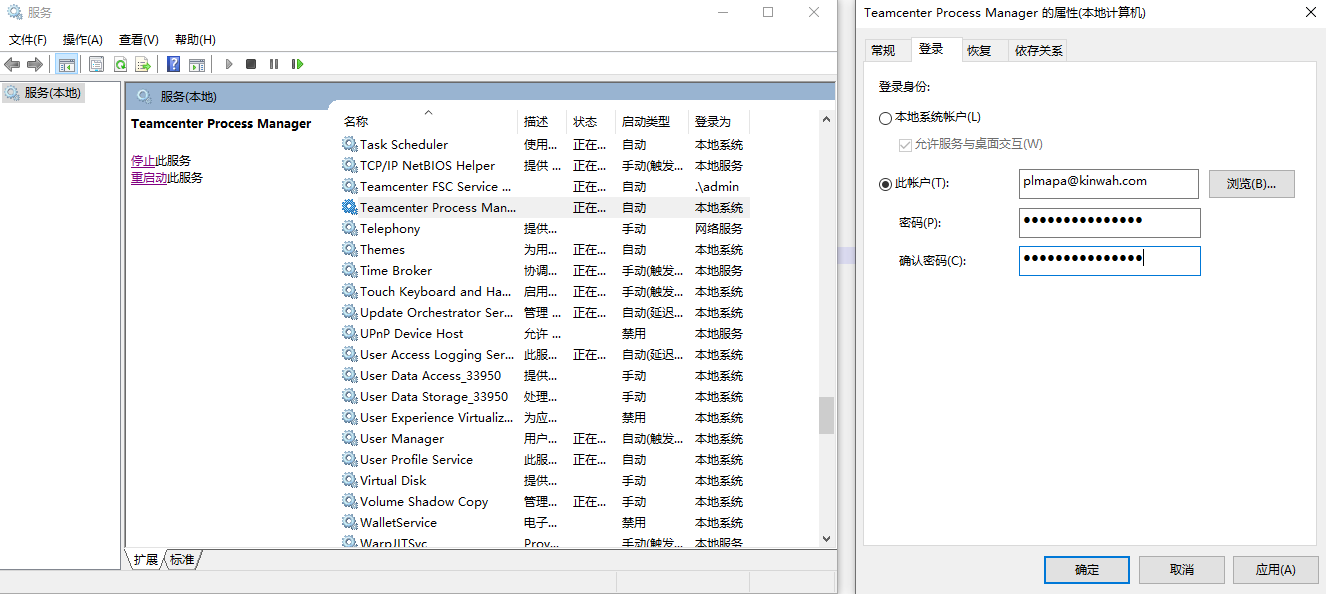 服务
文件(F) 操作(A) 查看(V) 帮助(H)
服务(本地)
服务(本地)
Teamcenter Process Manager
停止此服务
重启动此服务
名称 描述 状态 启动类型 登录为
Task Scheduler 使用... 正在... 自动 本地系统
TCP/IP NetBIOS Helper 提供 ... 正在... 手动(触发... 本地服务
Teamcenter FSC Service ... 正在... 自动 .\admin
Teamcenter Process Man... 正在... 自动 本地系统
Telephony 提供... 手动 网络服务
Themes 为用... 正在... 自动 本地系统
Time Broker 协调... 正在... 手动(触发... 本地服务
Touch Keyboard and Ha... 启用... 正在... 手动(触发... 本地系统
Update Orchestrator Ser... 管理 ... 正在... 自动(延迟... 本地系统
UPnP Device Host 允许 ... 禁用 本地服务
User Access Logging Ser... 此服... 正在... 自动(延迟... 本地系统
User Data Access_33950 提供... 手动 本地系统
User Data Storage_33950 处理... 手动 本地系统
User Experience Virtualiz... 为应... 禁用 本地系统
User Manager 用户... 正在... 自动(触发... 本地系统
User Profile Service 此服... 正在... 自动 本地系统
Virtual Disk 提供... 手动 本地系统
Volume Shadow Copy 管理... 正在... 手动 本地系统
WalletService 电子... 禁用 本地系统
WarpJITSvc Prov... 手动(触发... 本地服务
扩展 标准
Teamcenter Process Manager 的属性(本地计算机)
常规 登录 恢复 依存关系
登录身份:
本地系统帐户(L)
允许服务与桌面交互(W)
此帐户(T): plmapa@kinwah.com 浏览(B)...
密码(P): ●●●●●●●●●●●●●●●
确认密码(C): ●●●●●●●●●●●●●●●
确定 取消 应用(A)